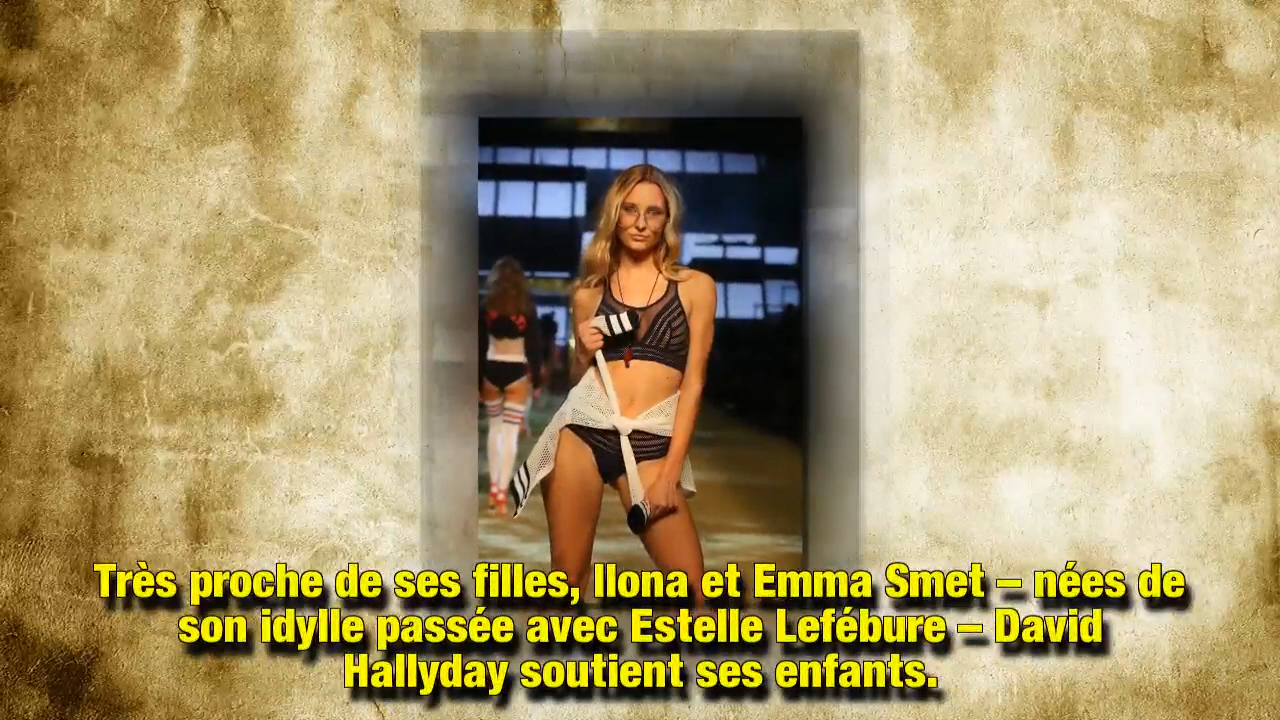 Très proche de ses filles, Ilona et Emma Smet – nées de
son idylle passée avec Estelle Lefébure – David
Hallyday soutient ses enfants.